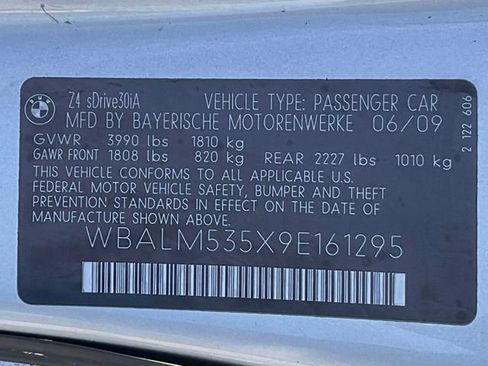 BMW
Z4 sDrive30iA VEHICLE TYPE: PASSENGER CAR
MFD BY BAYERISCHE MOTORENWERKE 06/09
GVWR 3990 lbs 1810 kg
GAWR FRONT 1808 lbs 820 kg REAR 2227 lbs 1010 kg
THIS VEHICLE CONFORMS TO ALL APPLICABLE U.S.
FEDERAL MOTOR VEHICLE SAFETY, BUMPER AND THEFT
PREVENTION STANDARDS IN EFFECT ON THE DATE OF
MANUFACTURE SHOWN ABOVE.
WBALM535X9E161295
2 122 606